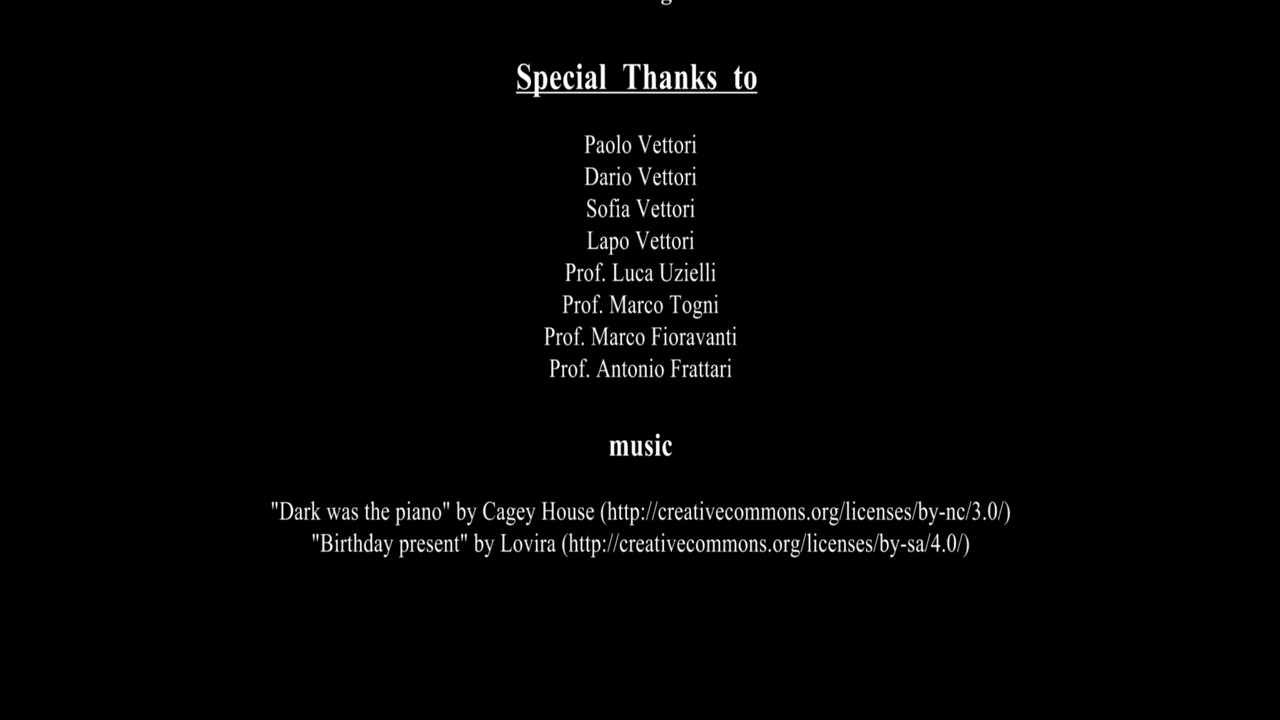 Special Thanks to
Paolo Vettori
Dario Vettori
Sofia Vettori
Lapo Vettori
Prof. Luca Uzielli
Prof. Marco Togni
Prof. Marco Fioravanti
Prof. Antonio Frattari
music
"Dark was the piano" by Cagey House (http://creativecommons.org/licenses/by-nc/3.0/)
"Birthday present" by Lovira (http://creativecommons.org/licenses/by-sa/4.0/)